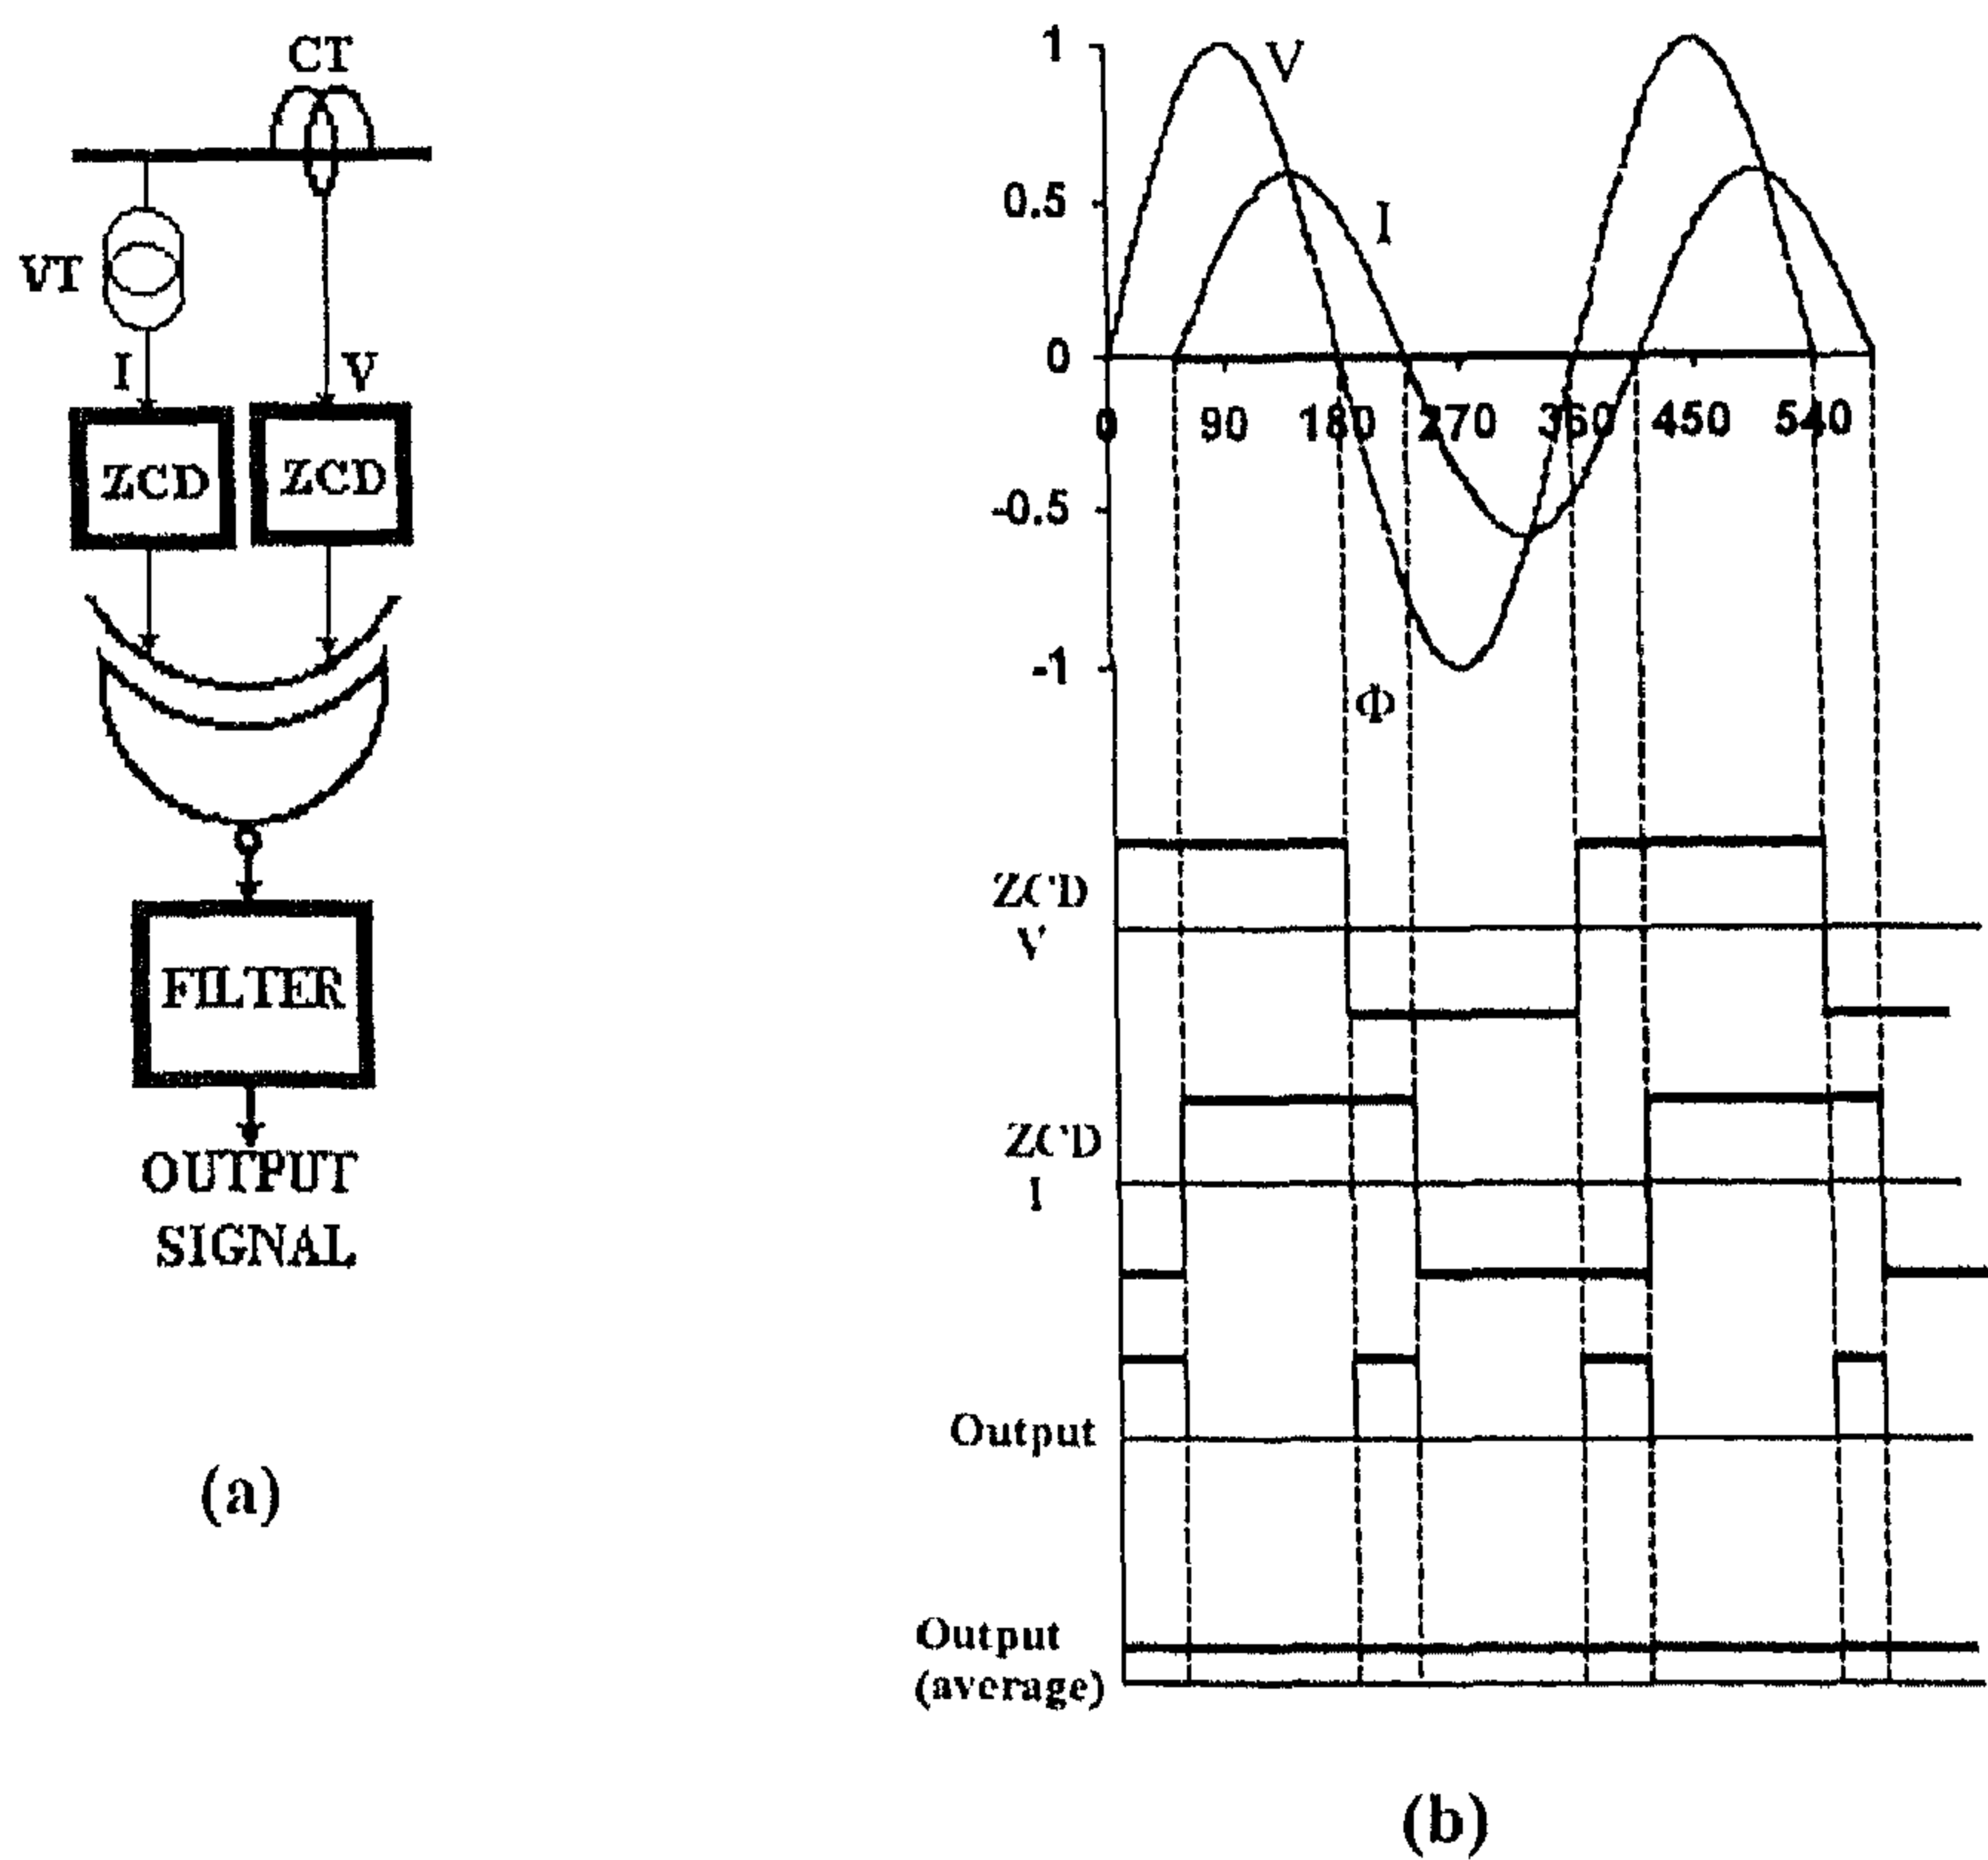 CT
VT
I
V
ZCD
ZCD
FILTER
OUTPUT
SIGNAL
(a)
1
0.5
0
-0.5
-1
V
I
0 90 180 270 360 450 540
Φ
ZCD
V
ZCD
I
Output
Output
(average)
(b)